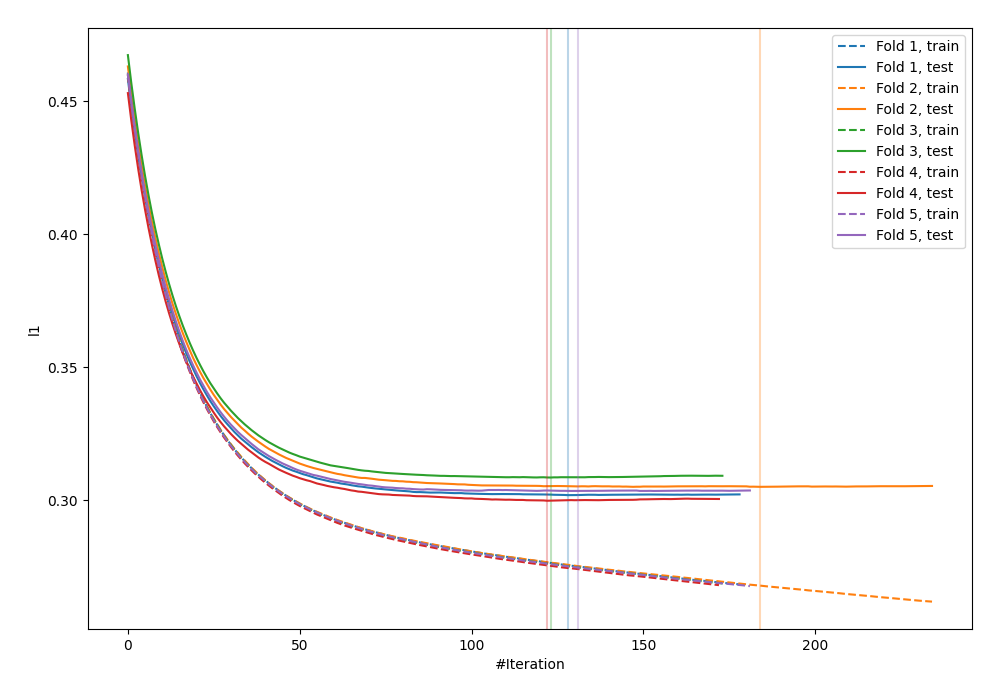 0.45
0.40
0.35
0.30
l1
0
50
100
150
200
#Iteration
Fold 1, train
Fold 1, test
Fold 2, train
Fold 2, test
Fold 3, train
Fold 3, test
Fold 4, train
Fold 4, test
Fold 5, train
Fold 5, test